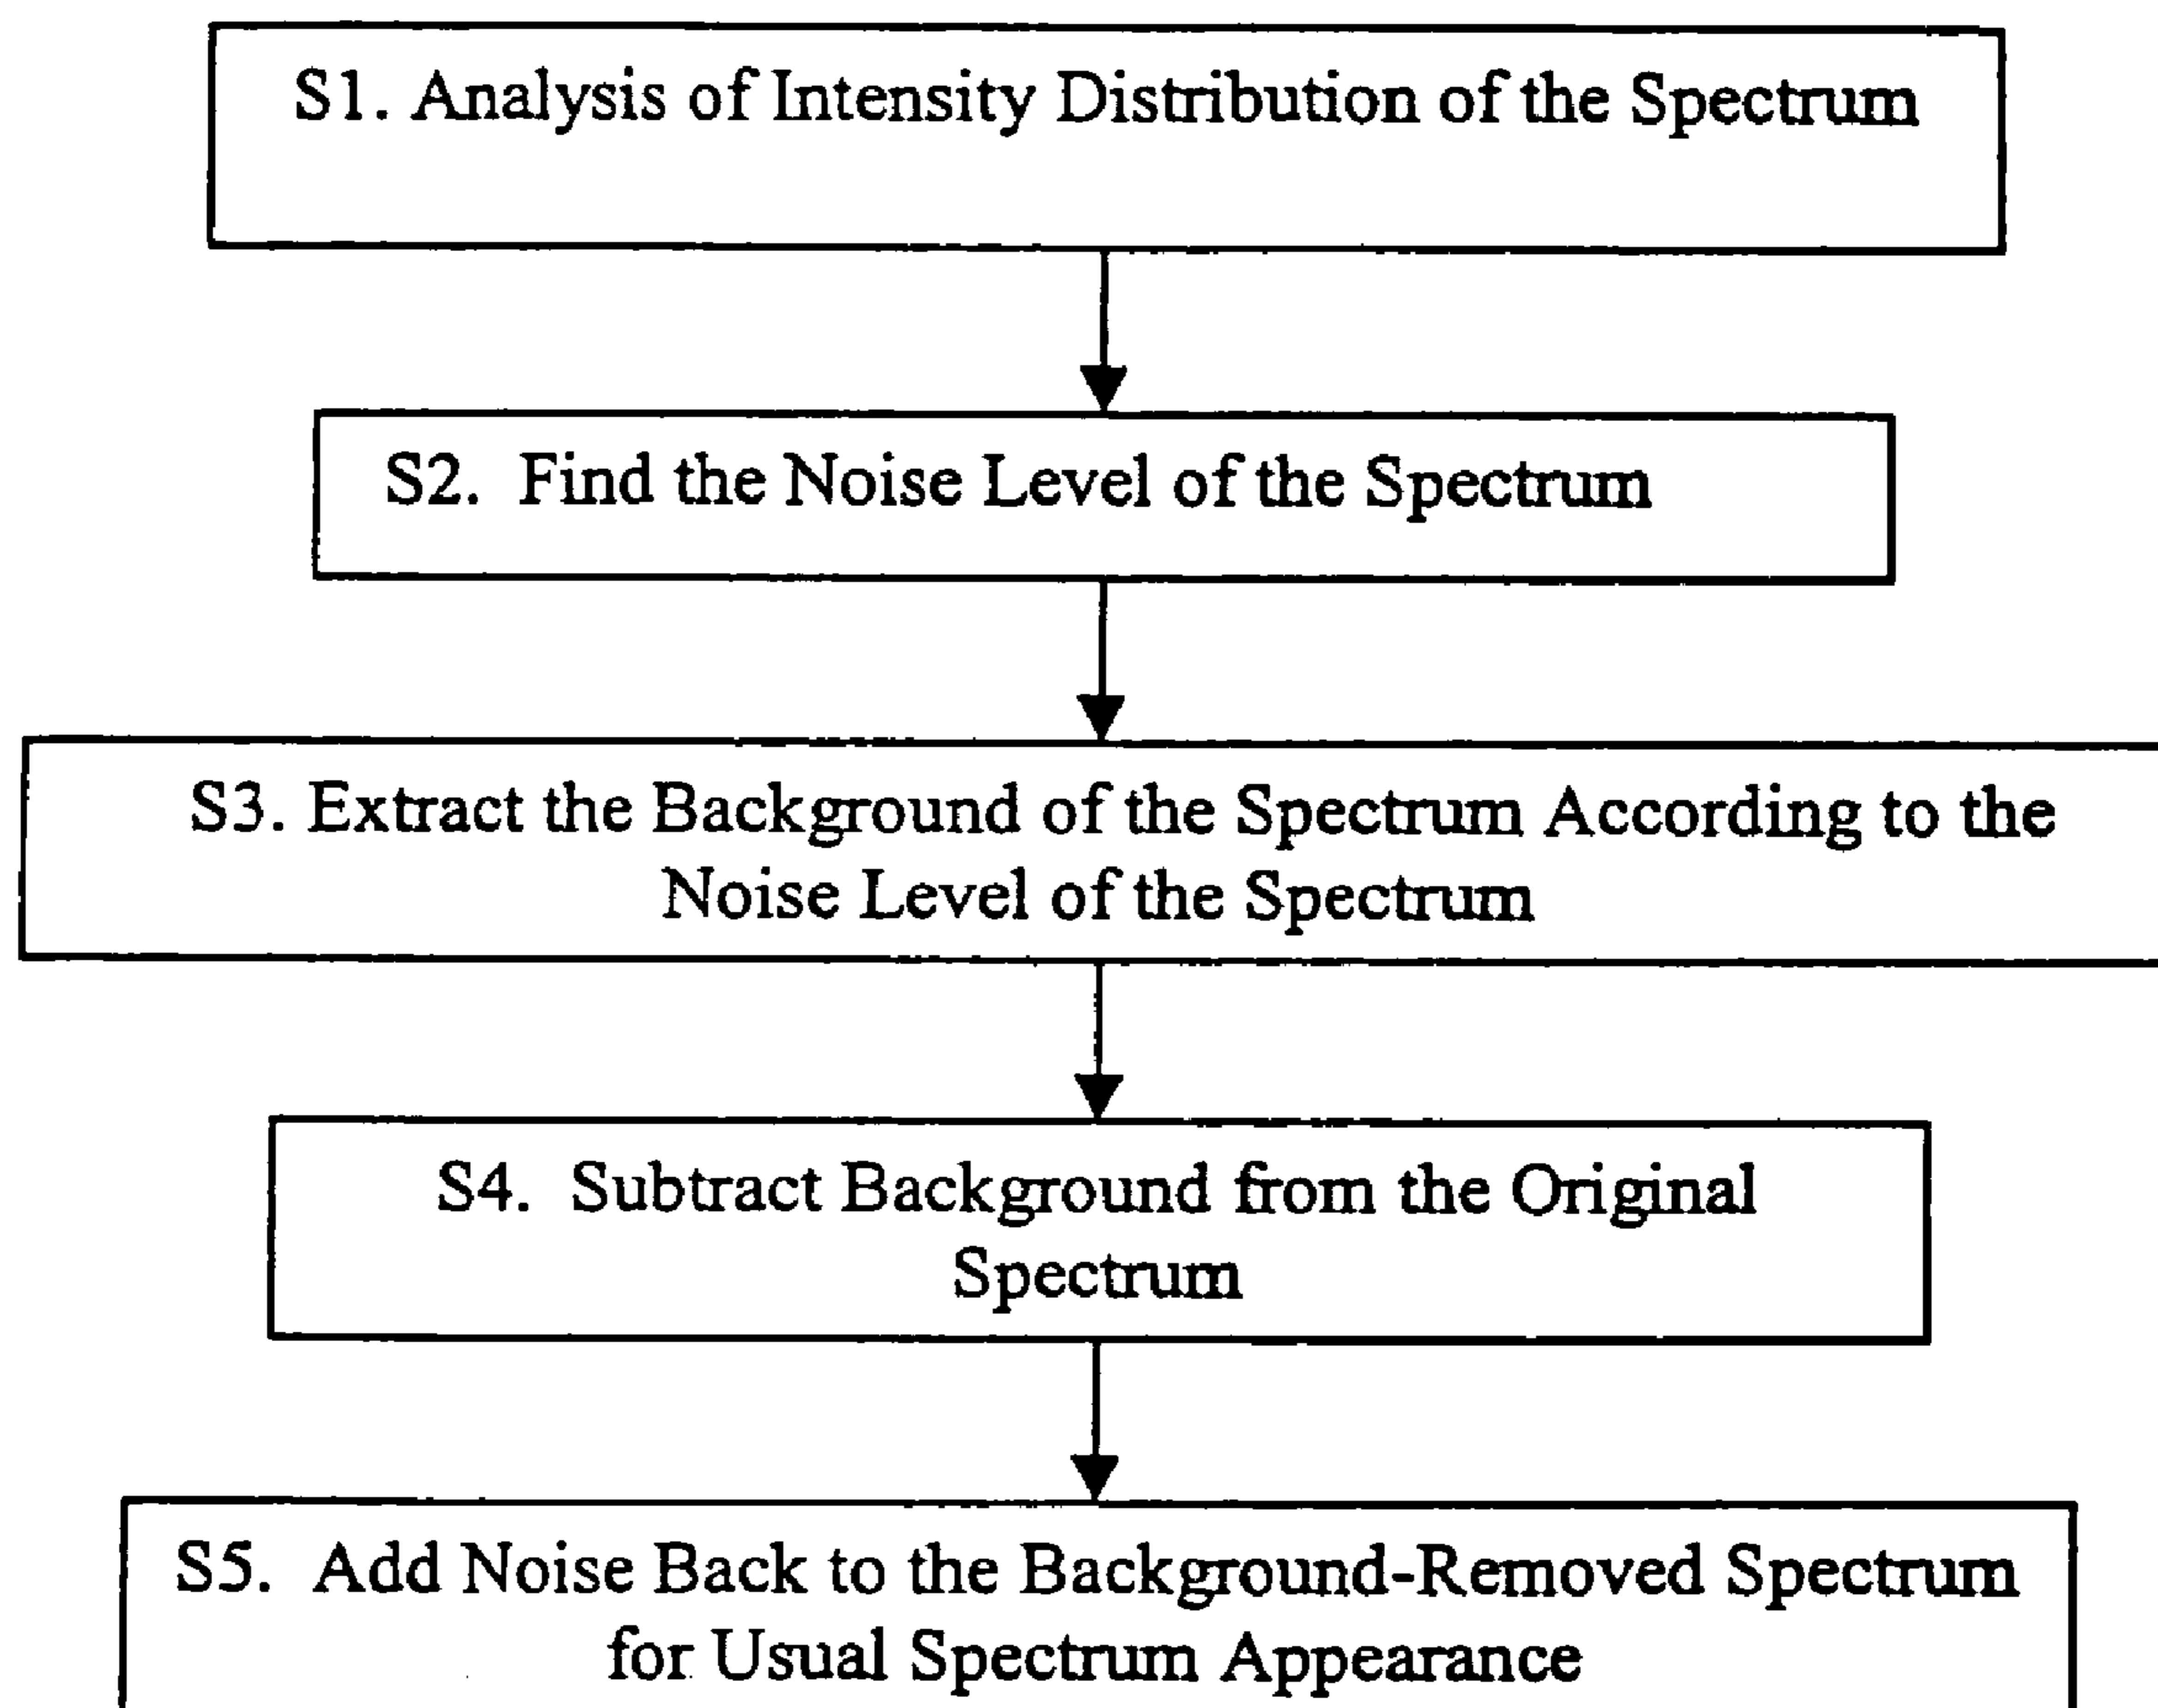 S1. Analysis of Intensity Distribution of the Spectrum
S2. Find the Noise Level of the Spectrum
S3. Extract the Background of the Spectrum According to the
Noise Level of the Spectrum
S4. Subtract Background from the Original
Spectrum
S5. Add Noise Back to the Background-Removed Spectrum
for Usual Spectrum Appearance